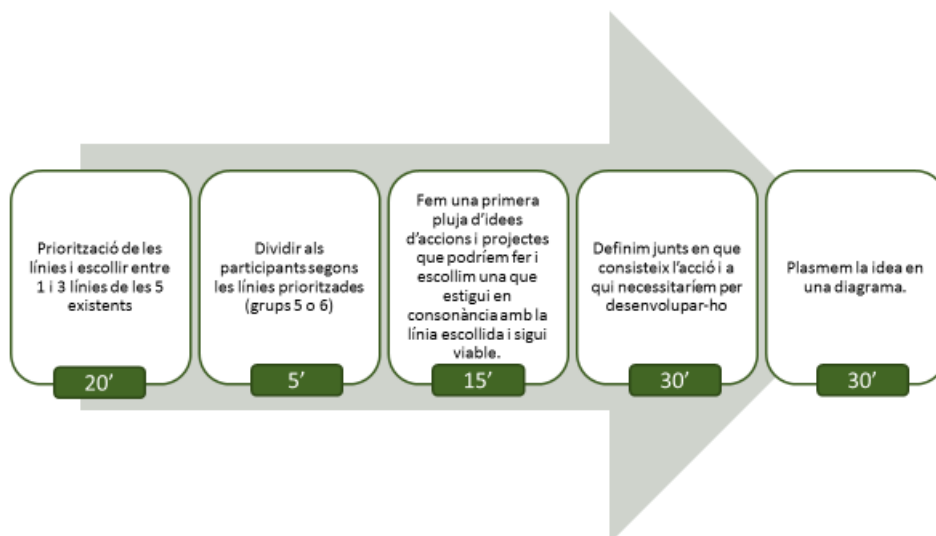 Priorització de les
línies i escollir entre
1 i 3 línies de les 5
existents
20’
Dividir als
participants segons
les línies prioritzades
(grups 5 o 6)
5’
Fem una primera
pluja d’idees
d’accions i projectes
que podríem fer i
escollim una que
estigui en
consonància amb la
línia escollida i sigui
viable.
15’
Definim junts en que
consisteix l’acció i a
qui necessitaríem per
desenvolupar-ho
30’
Plasmem la idea en
una diagrama.
30’